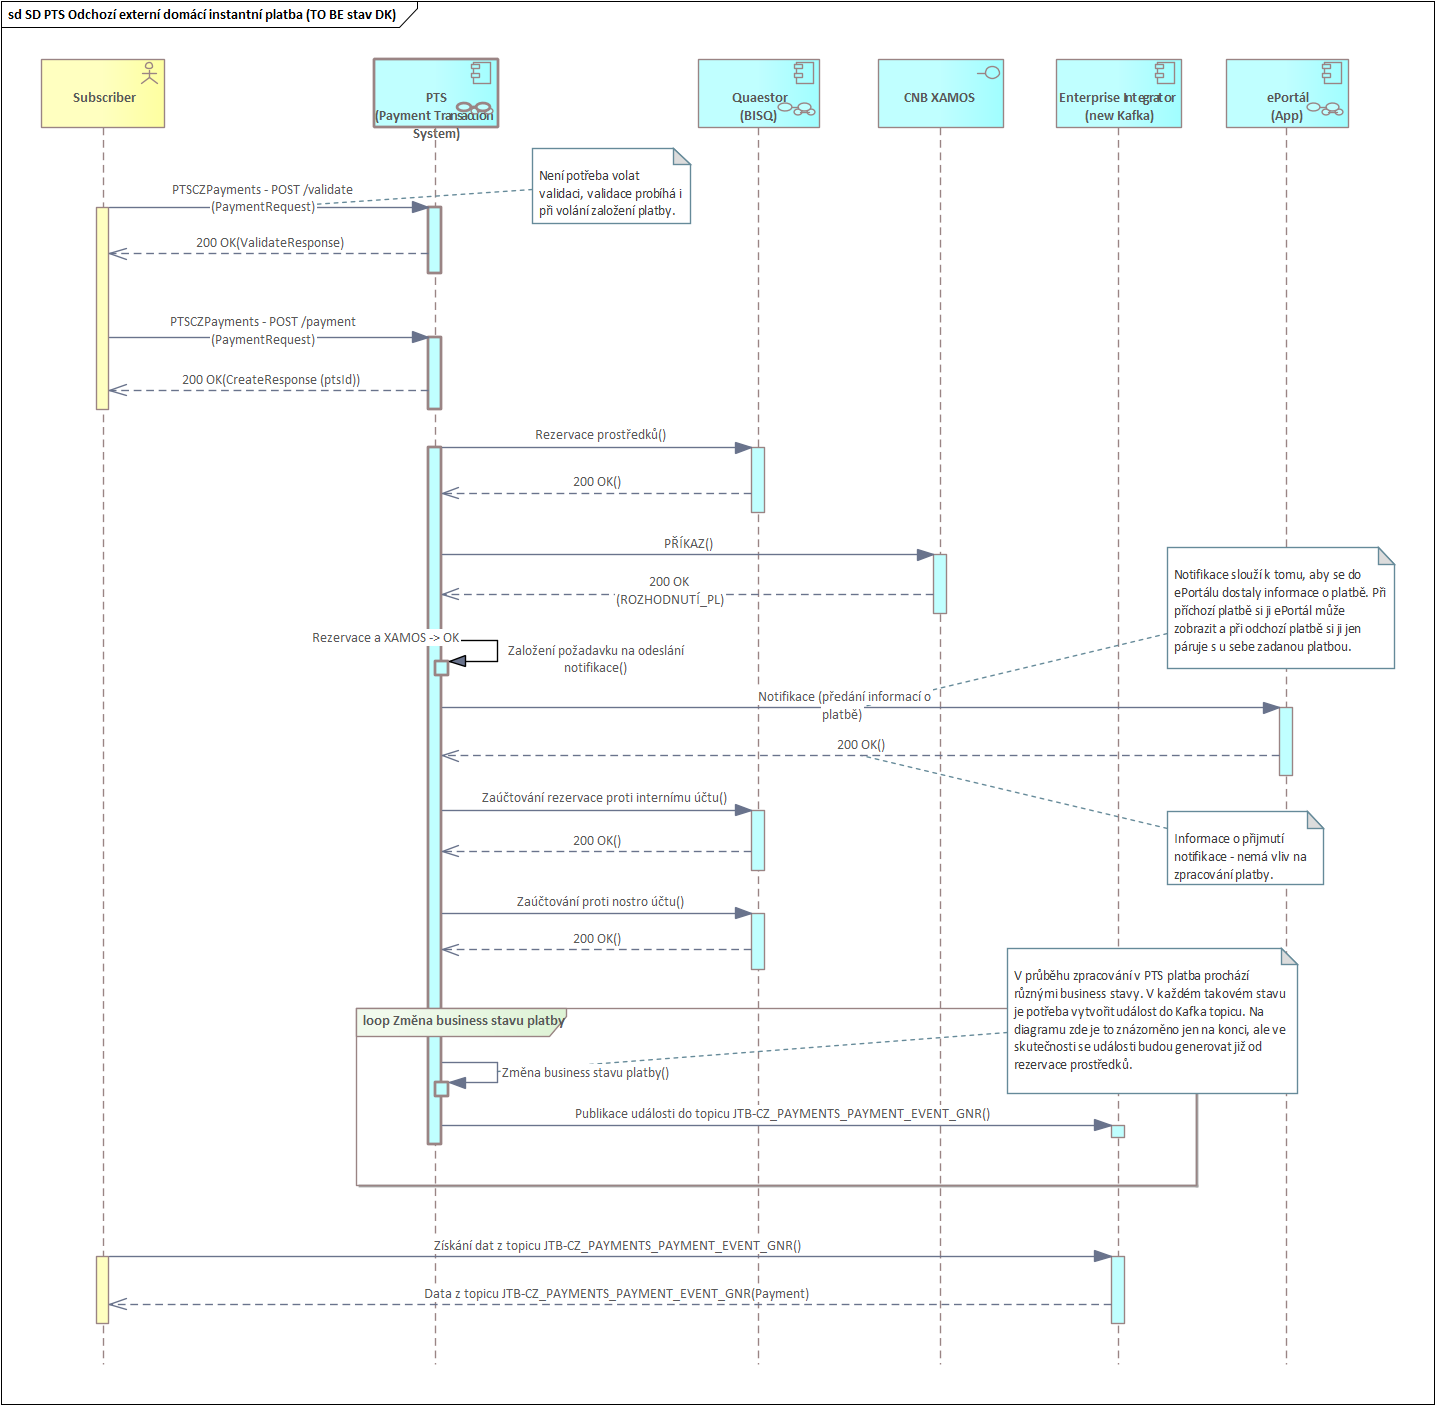 sd SD PTS Odchozí externí domácí instantní platba (TO BE stav DK)
Subscriber
PTS
(Payment Transaction
System)
Quaestor
(BISQ)
CNB XAMOS
Enterprise Integrator
(new Kafka)
ePortál
(App)
Není potřeba volat
validaci, validace probíhá i
při volání založení platby.
PTSCZPayments - POST /validate
(PaymentRequest)
200 OK(ValidateResponse)
PTSCZPayments - POST /payment
(PaymentRequest)
200 OK(CreateResponse (ptsId))
Rezervace prostředků()
200 OK()
PŘÍKAZ()
200 OK
(ROZHODNUTÍ_PL)
Notifikace slouží k tomu, aby se do
ePortálu dostaly informace o platbě. Při
příchozí platbě si ji ePortál může
zobrazit a při odchozí platbě si ji jen
páruje s u sebe zadanou platbou.
Rezervace a XAMOS -> OK
Založení požadavku na odeslání
notifikace()
Notifikace (předání informací o
platbě)
200 OK()
Zaúčtování rezervace proti internímu účtu()
200 OK()
Informace o přijmutí
notifikace - nemá vliv na
zpracování platby.
Zaúčtování proti nostro účtu()
200 OK()
V průběhu zpracování v PTS platba prochází
různými business stavy. V každém takovém stavu
je potřeba vytvořit událost do Kafka topicu. Na
diagramu zde je to znázorněno jen na konci, ale ve
skutečnosti se události budou generovat již od
rezervace prostředků.
loop Změna business stavu platby
Změna business stavu platby()
Publikace události do topicu JTB-CZ_PAYMENTS_PAYMENT_EVENT_GNR()
Získání dat z topicu JTB-CZ_PAYMENTS_PAYMENT_EVENT_GNR()
Data z topicu JTB-CZ_PAYMENTS_PAYMENT_EVENT_GNR(Payment)